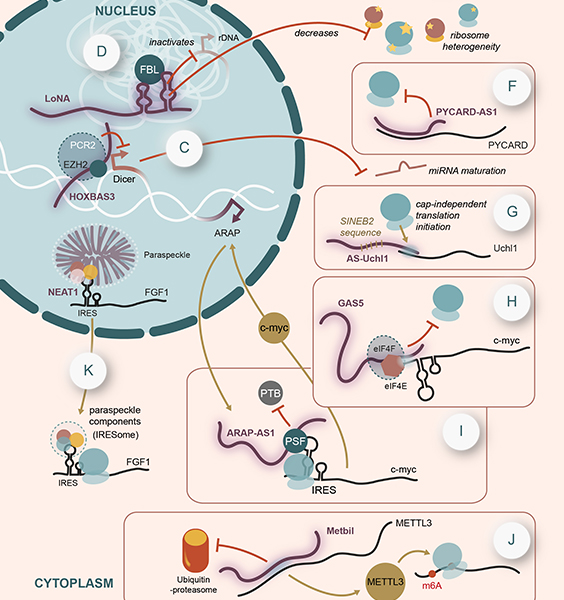 NUCLEUS
D
inactivates
rDNA
FBL
LoNA
decreases
ribosome
heterogeneity
F
PYCARD-AS1
PYCARD
PCR2
EZH2
C
Dicer
HOXBAS3
miRNA maturation
G
cap-independent
translation
initiation
SINEB2
sequence
AS-Uchl1
Uchl1
ARAP
Paraspeckle
NEAT1
FGF1
IRES
H
GAS5
eIF4F
eIF4E
c-myc
c-myc
K
paraspeckle
components
(IRESome)
FGF1
IRES
I
PTB
ARAP-AS1
PSF
c-myc
IRES
J
METTL3
Metbil
Ubiquitin
-proteasome
METTL3
m6A
CYTOPLASM